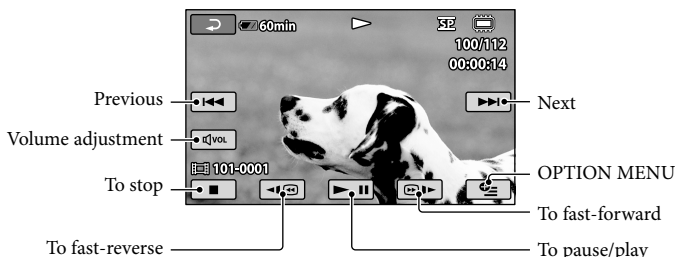 60min
SP
100/112
00:00:14
Previous
Next
Volume adjustment
VOL
101-0001
OPTION MENU
To stop
To fast-forward
To fast-reverse
To pause/play